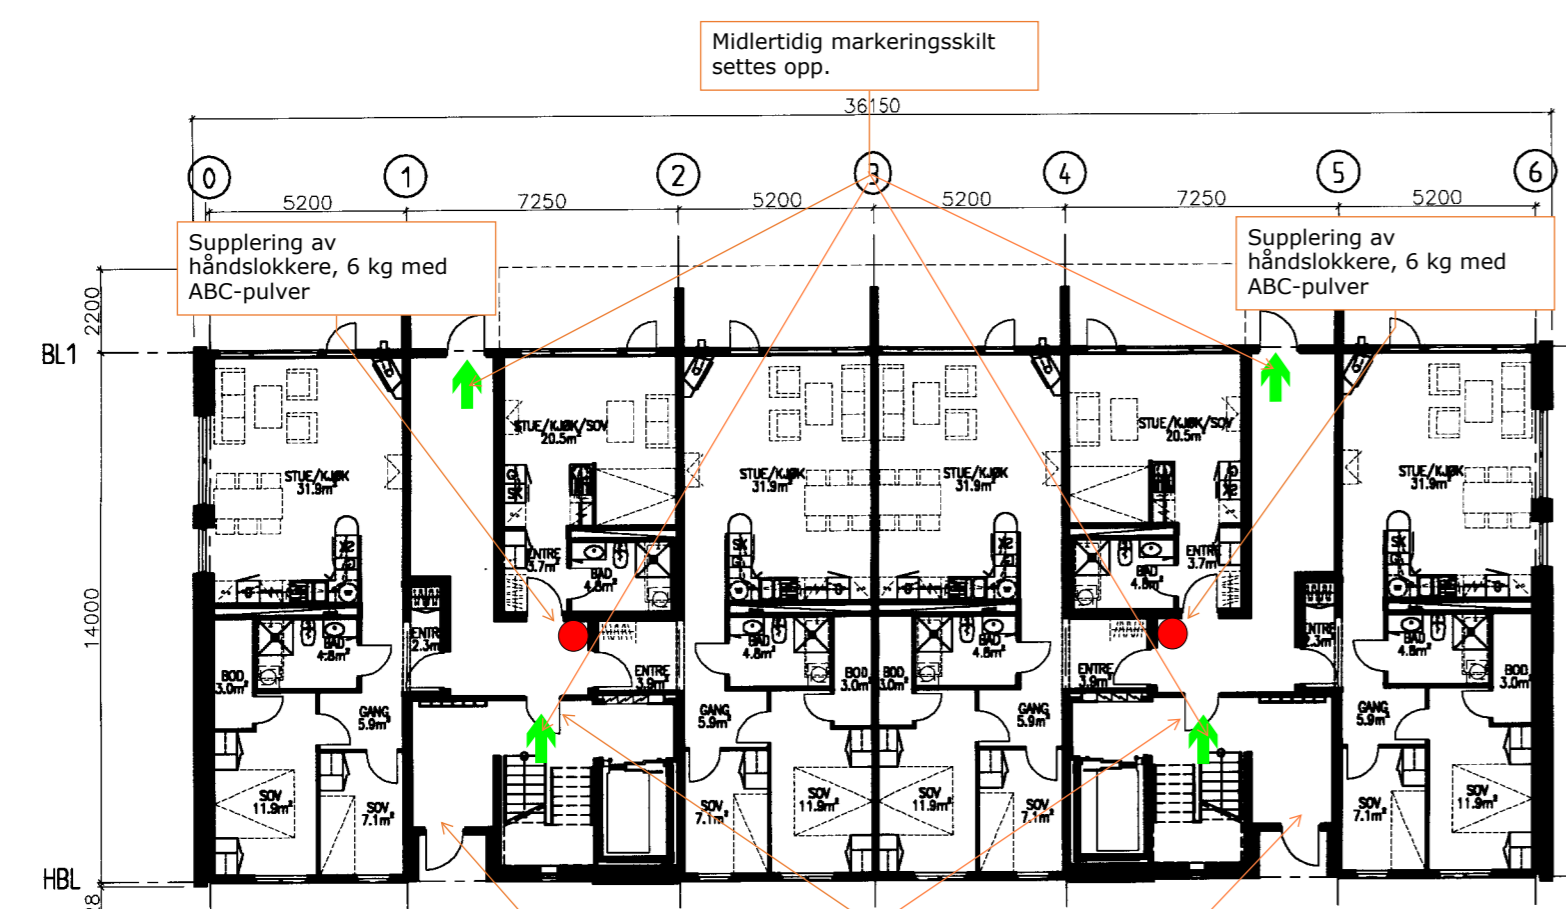 Midlertidig markeringsskilt
settes opp.
36150
0
1
2
3
4
5
6
5200
7250
5200
5200
7250
5200
Supplering av
håndslokkere, 6 kg med
ABC-pulver
Supplering av
håndslokkere, 6 kg med
ABC-pulver
2200
BL1
STUE/KJØK/SOV
20.5m²
STUE/KJØK/SOV
20.5m²
STUE/KJØK
31.9m²
STUE/KJØK
31.9m²
STUE/KJØK
31.9m²
STUE/KJØK
31.9m²
ENTRE
3.7m²
BAD
4.8m²
ENTRE
3.7m²
BAD
4.8m²
14000
ENTRE
2.3m²
BAD
4.8m²
BAD
4.8m²
BAD
4.8m²
ENTRE
2.3m²
BAD
4.8m²
BOD
3.0m²
ENTRE
3.9m²
BOD
3.0m²
BOD
3.0m²
ENTRE
3.9m²
BOD
3.0m²
GANG
5.9m²
GANG
5.9m²
GANG
5.9m²
GANG
5.9m²
SOV
11.9m²
SOV
7.1m²
SOV
7.1m²
SOV
11.9m²
SOV
11.9m²
SOV
7.1m²
SOV
7.1m²
SOV
11.9m²
HBL